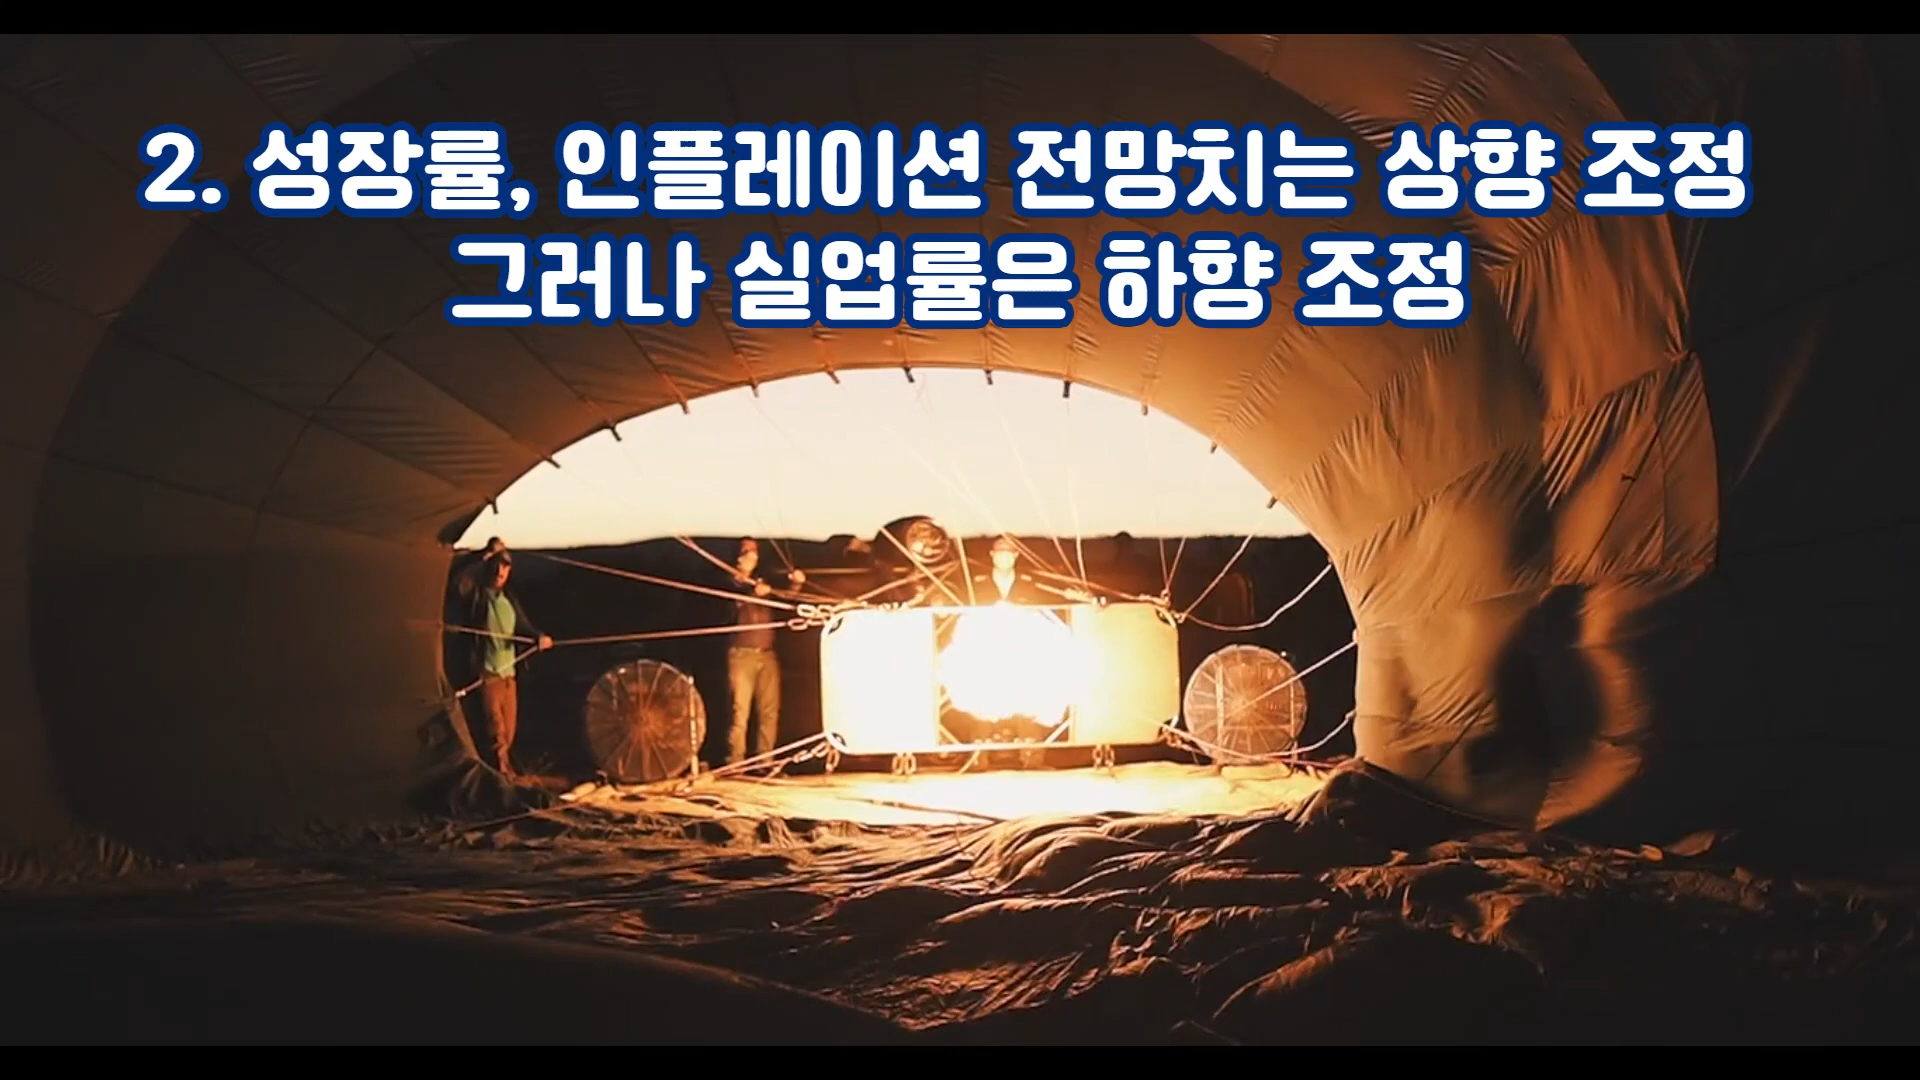 2. 성장률, 인플레이션 전망치는 상향 조정
그러나 실업률은 하향 조정